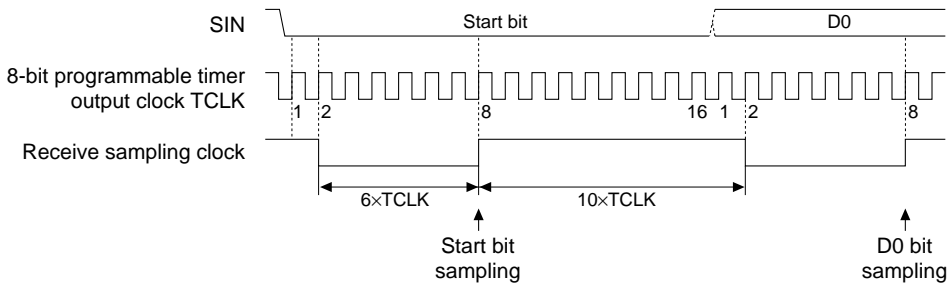 SIN
Start bit
D0
8-bit programmable timer
output clock TCLK
1 2 8 16 1 2 8
Receive sampling clock
6×TCLK
10×TCLK
Start bit
sampling
D0 bit
sampling